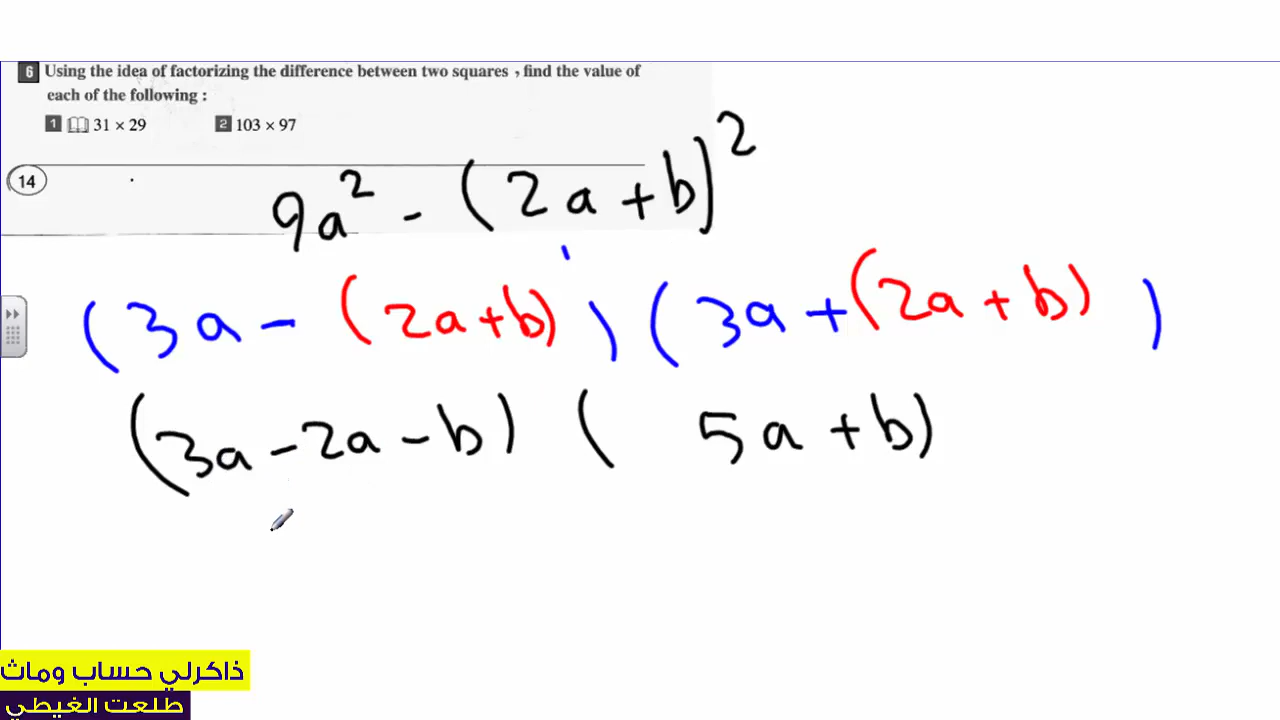 6 Using the idea of factorizing the difference between two squares , find the value of
each of the following :
1 31 × 29 2 103 × 97
14
9a² - (2a+b)²
(3a - (2a+b)) (3a + (2a+b))
(3a - 2a - b) ( 5a + b)
ذاكرلي حساب وماث
طلعت الغيطي